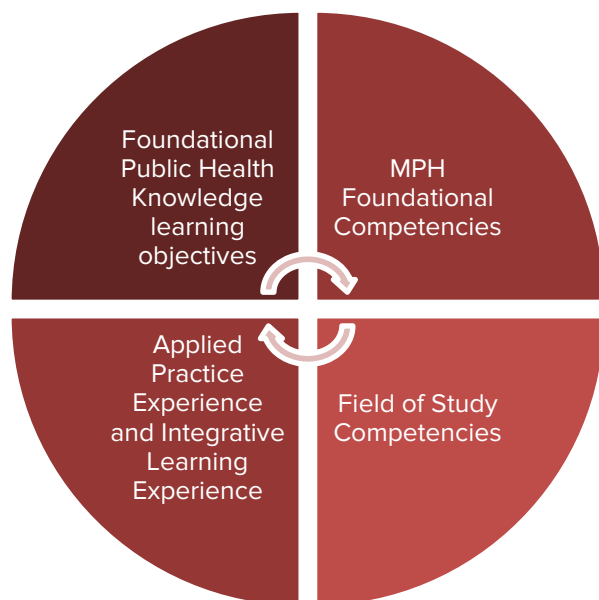 Foundational
Public Health
Knowledge
learning
objectives
MPH
Foundational
Competencies
Applied
Practice
Experience
and Integrative
Learning
Experience
Field of Study
Competencies